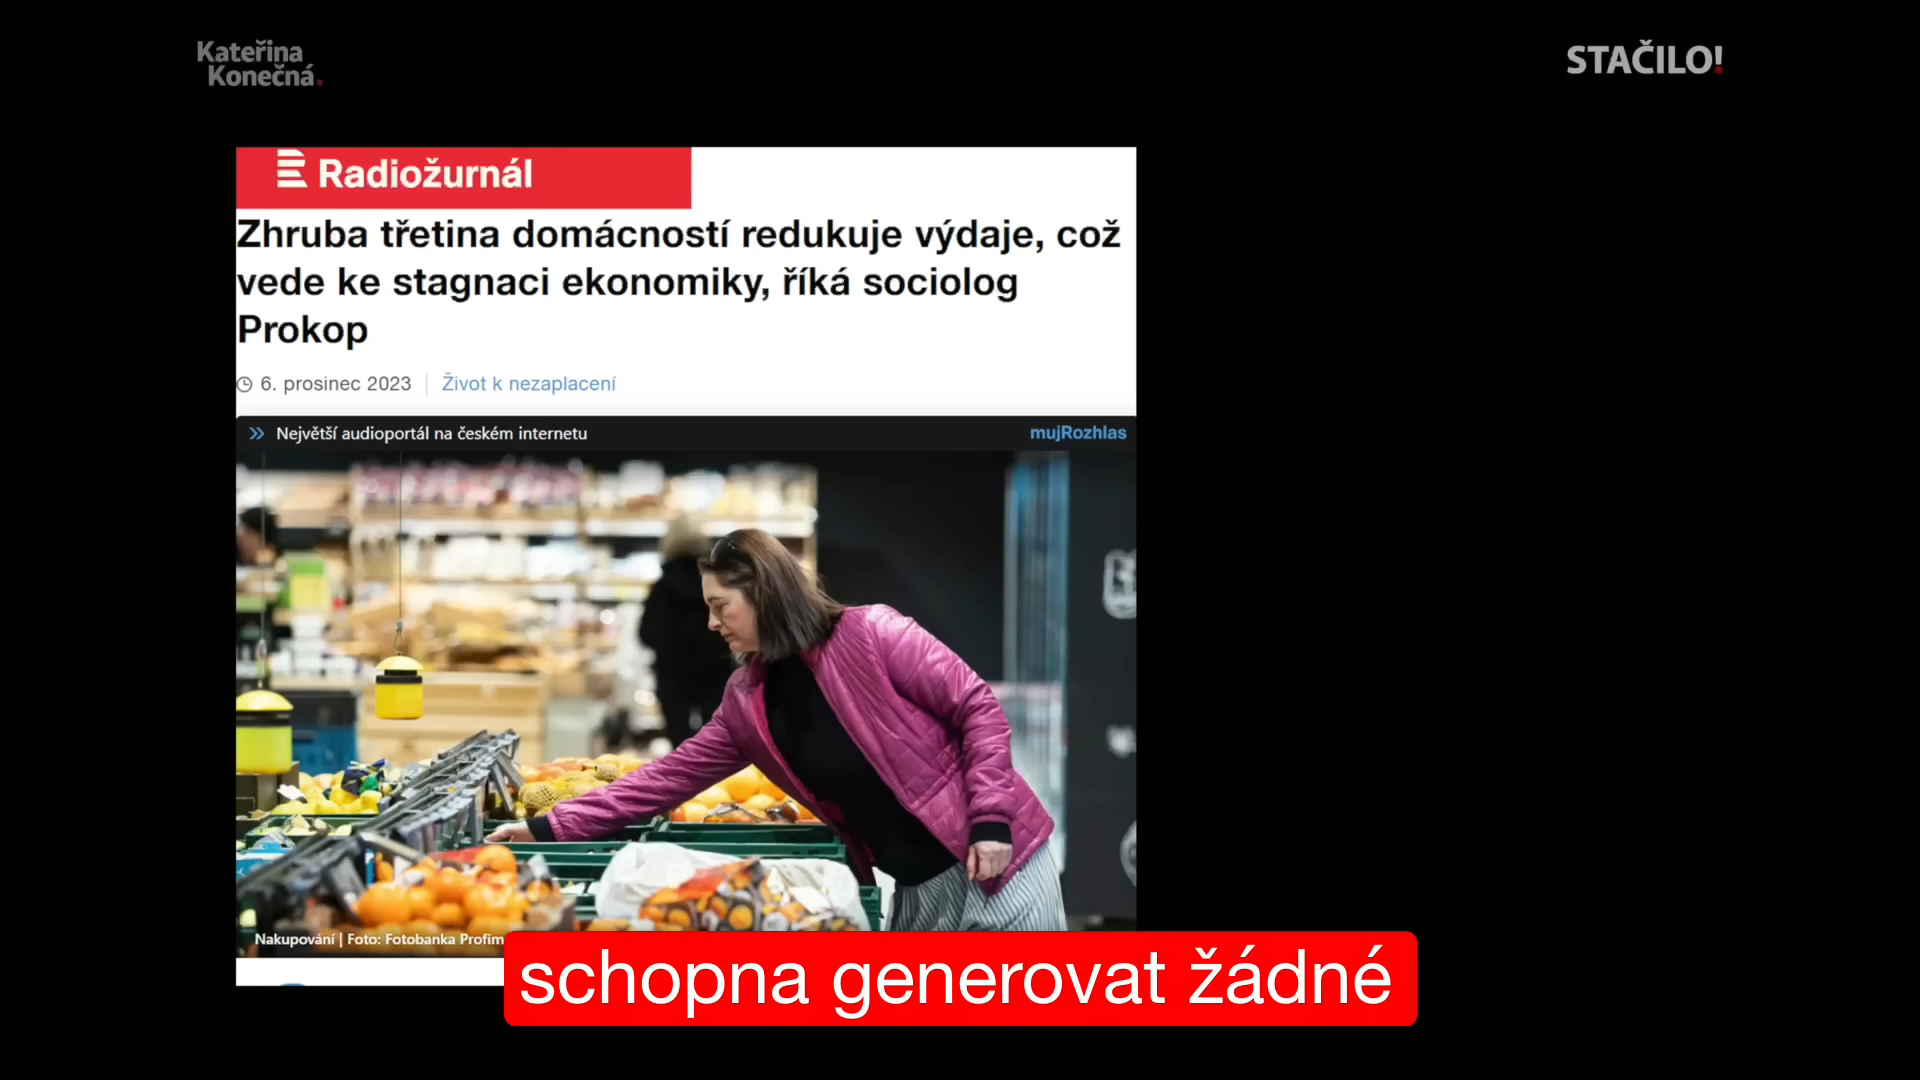 Kateřina
Konečná.
STAČILO!
Radiožurnál
Zhruba třetina domácností redukuje výdaje, což
vede ke stagnaci ekonomiky, říká sociolog
Prokop
6. prosinec 2023
Život k nezaplacení
Největší audioportál na českém internetu
mujRozhlas
Nakupování | Foto: Fotobanka Profim
schopna generovat žádné